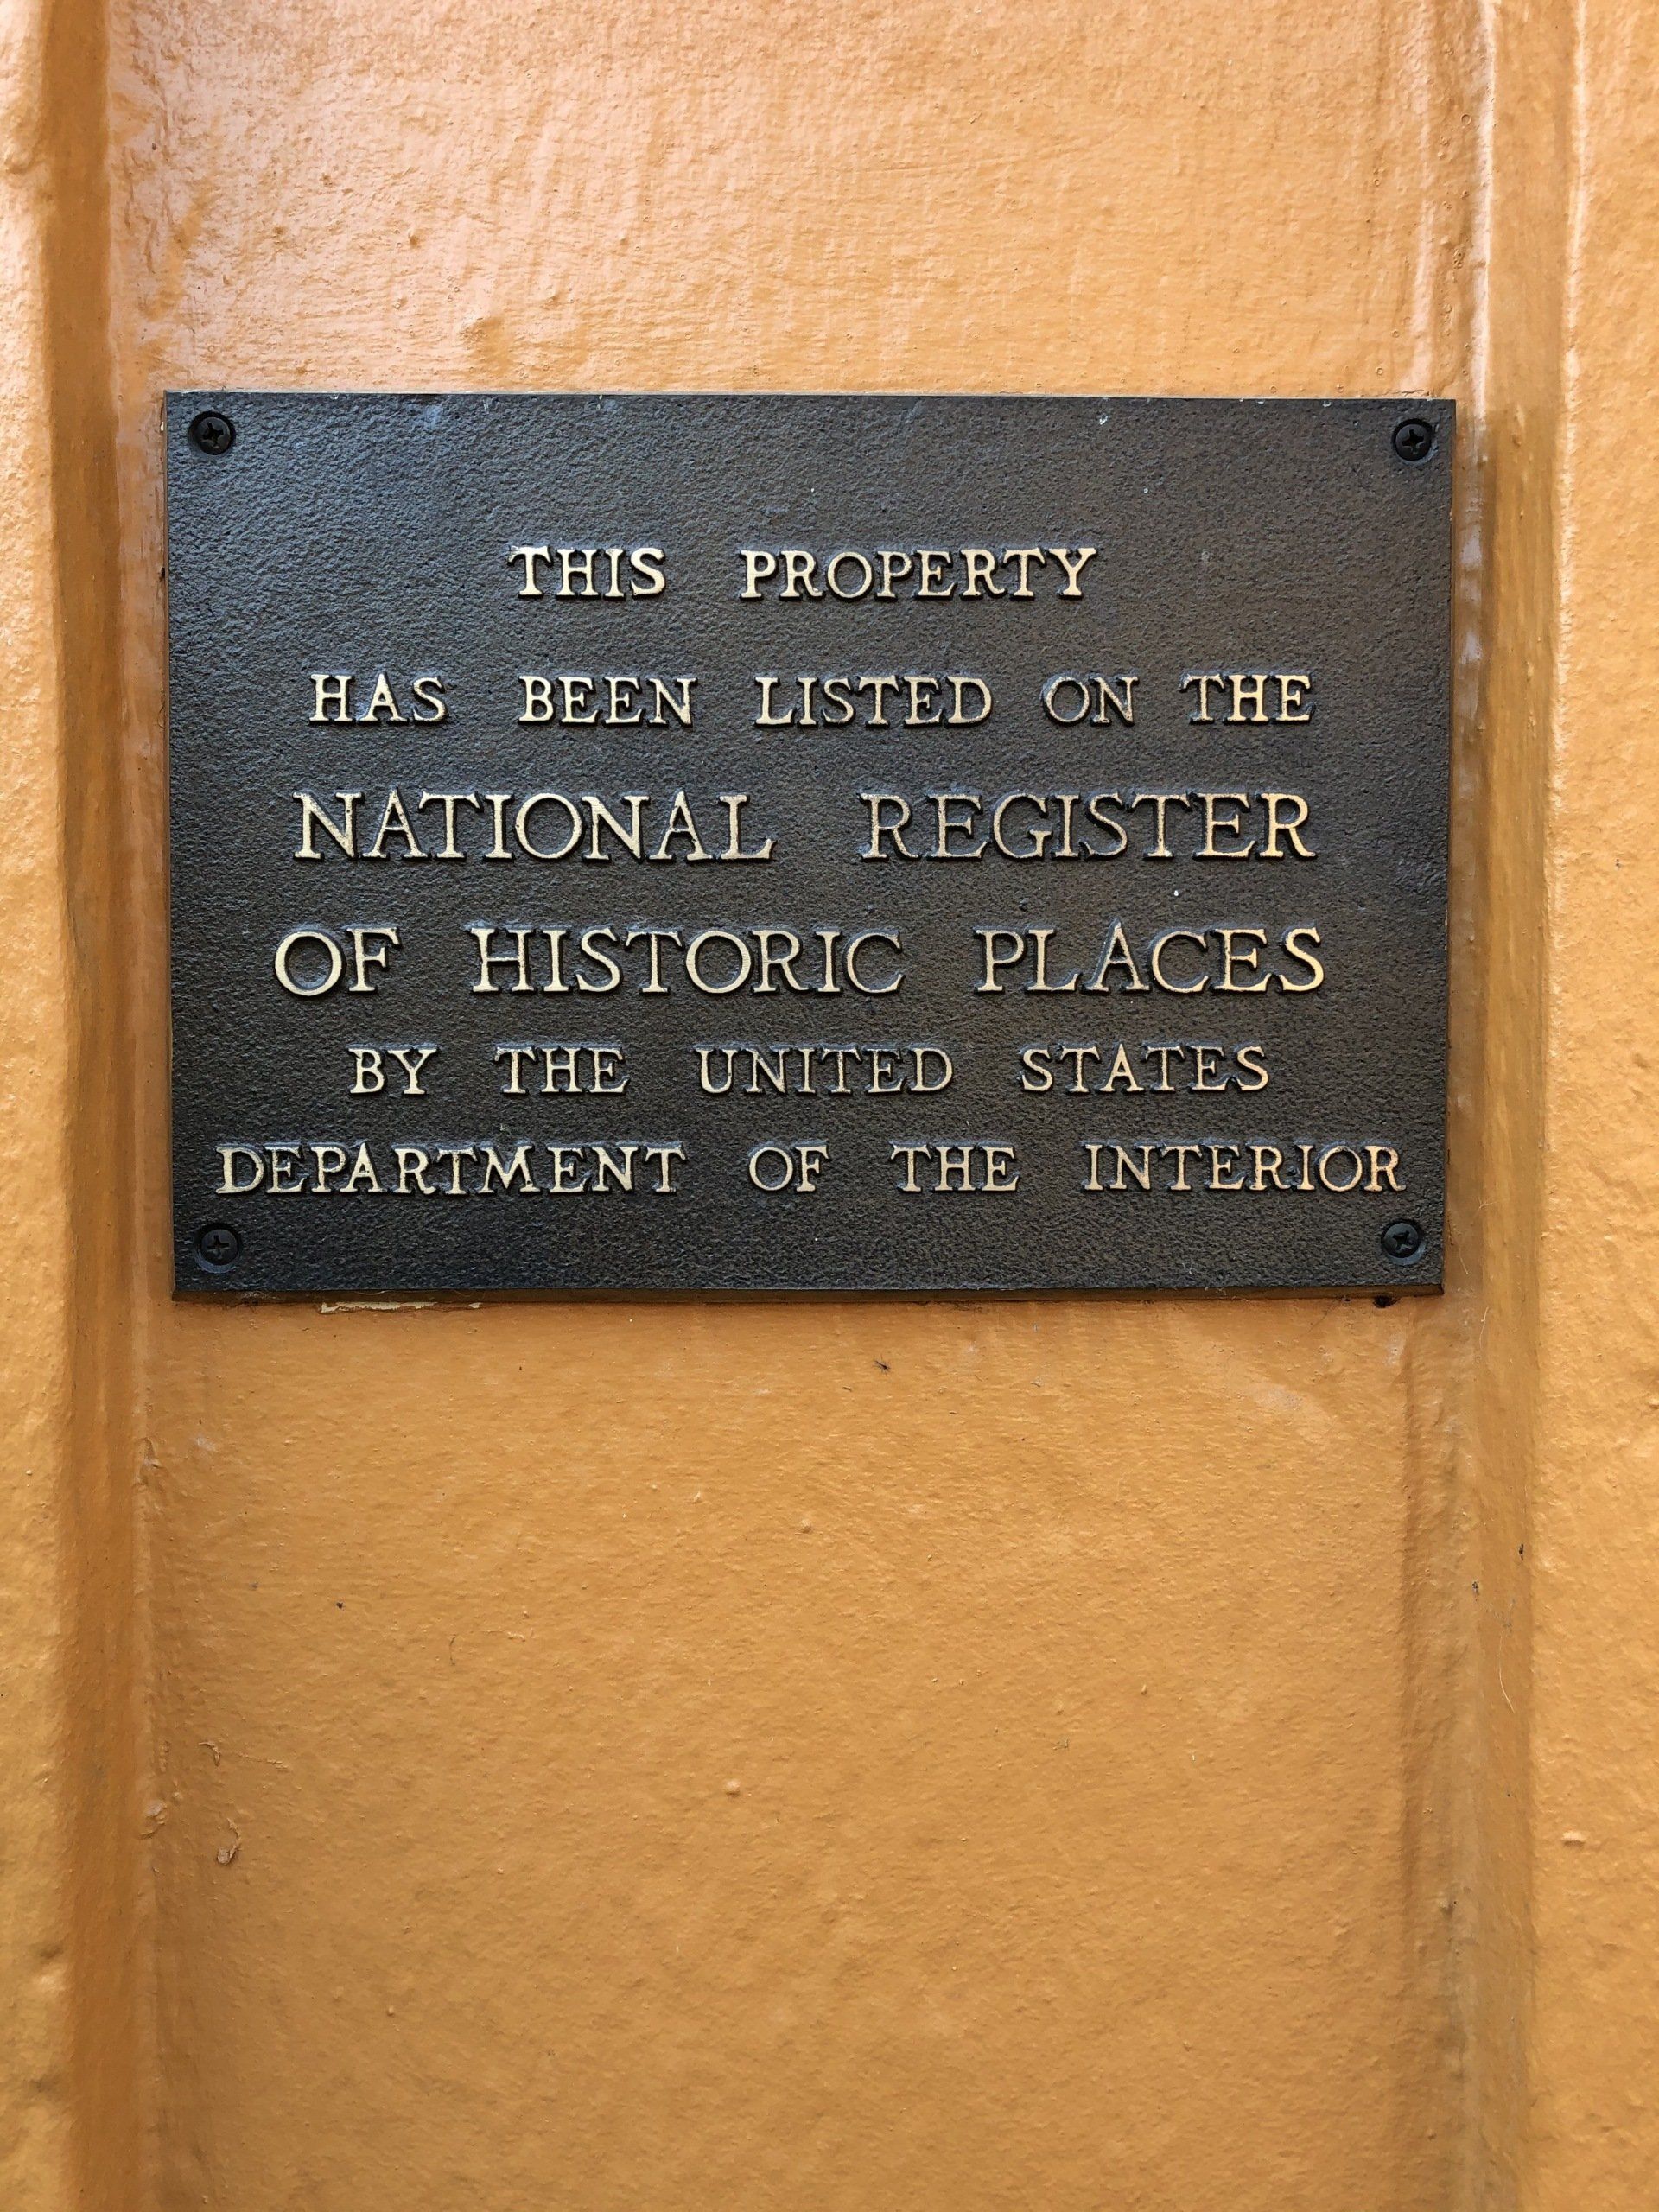 THIS PROPERTY
HAS BEEN LISTED ON THE
NATIONAL REGISTER
OF HISTORIC PLACES
BY THE UNITED STATES
DEPARTMENT OF THE INTERIOR